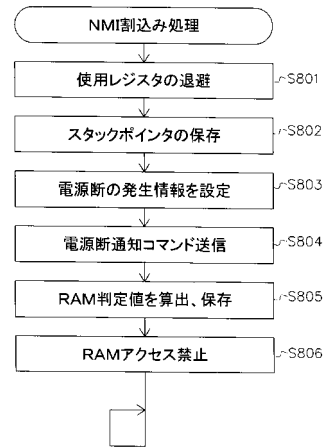 NMI割込み処理
使用レジスタの退避 S801
スタックポインタの保存 S802
電源断の発生情報を設定 S803
電源断通知コマンド送信 S804
RAM判定値を算出、保存 S805
RAMアクセス禁止 S806